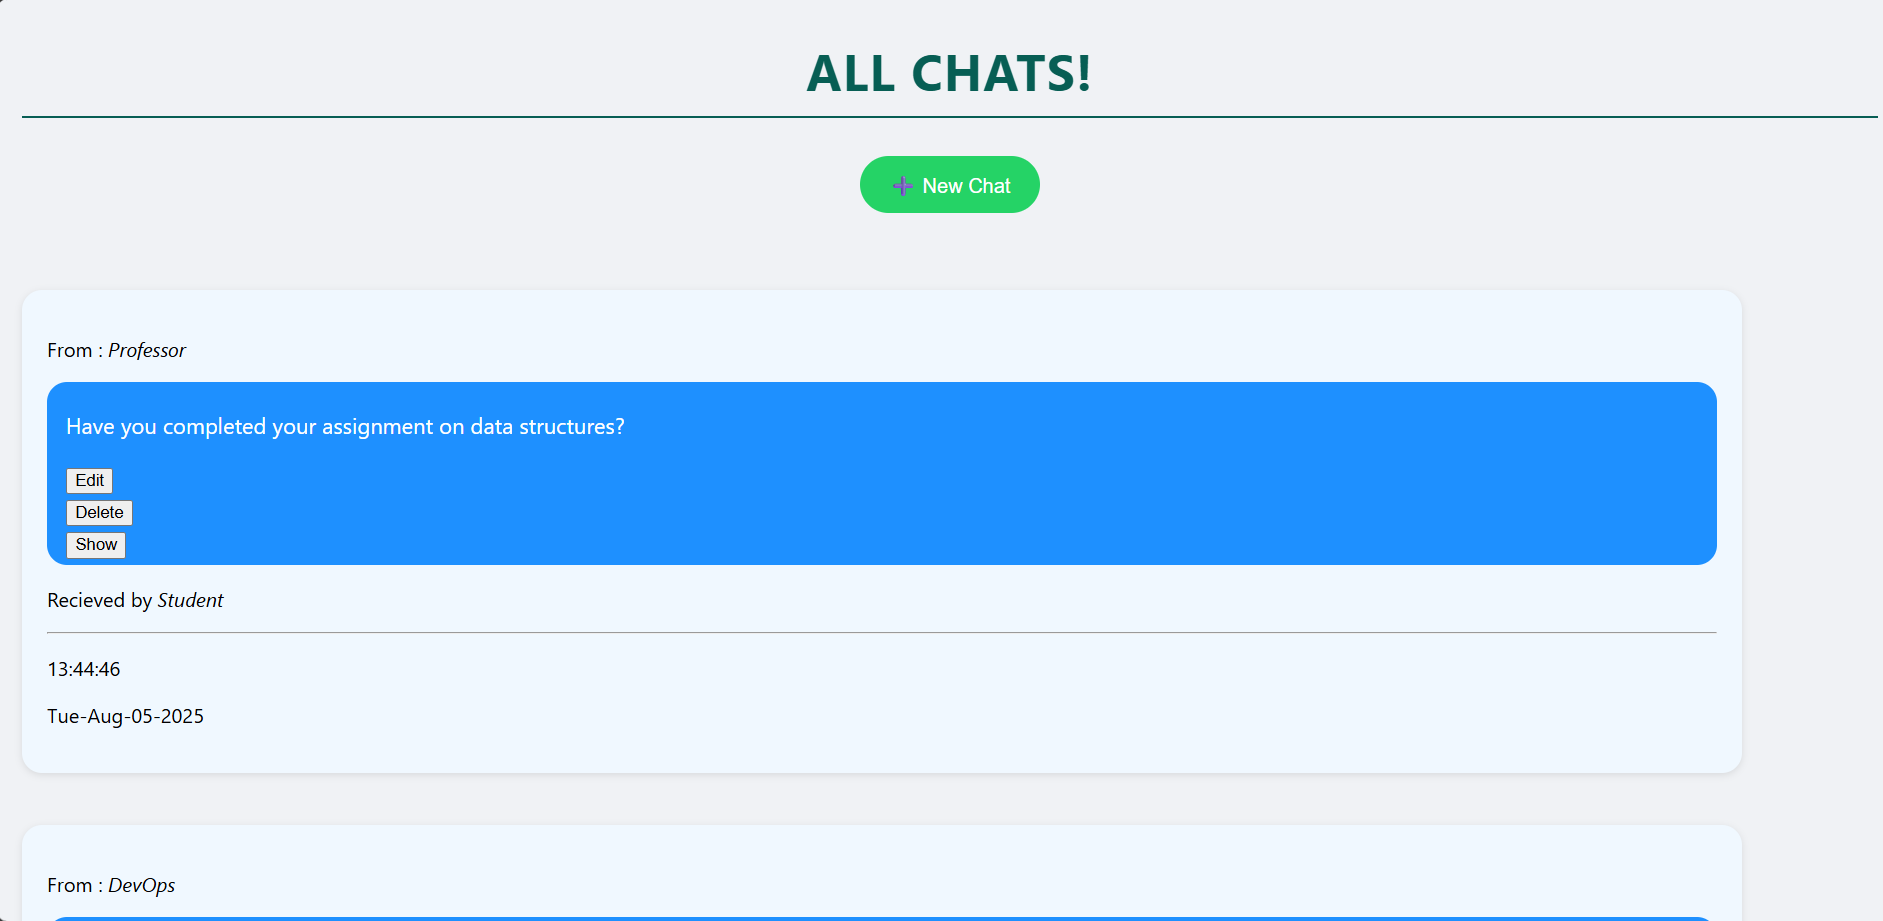 ALL CHATS!
➕ New Chat
From : Professor
Have you completed your assignment on data structures?
Edit
Delete
Show
Recieved by Student
13:44:46
Tue-Aug-05-2025
From : DevOps